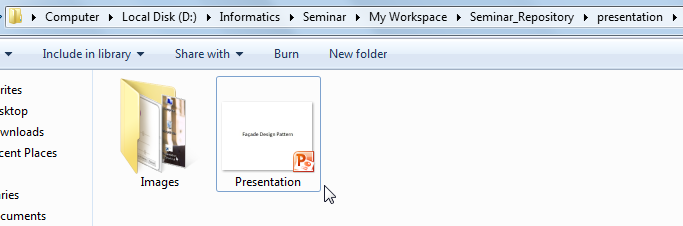 Computer Local Disk (D:) Informatics Seminar My Workspace Seminar_Repository presentation
Include in library Share with Burn New folder
rites
sktop
wnloads
cent Places
ries
cuments
Façade Design Pattern
Images
Presentation